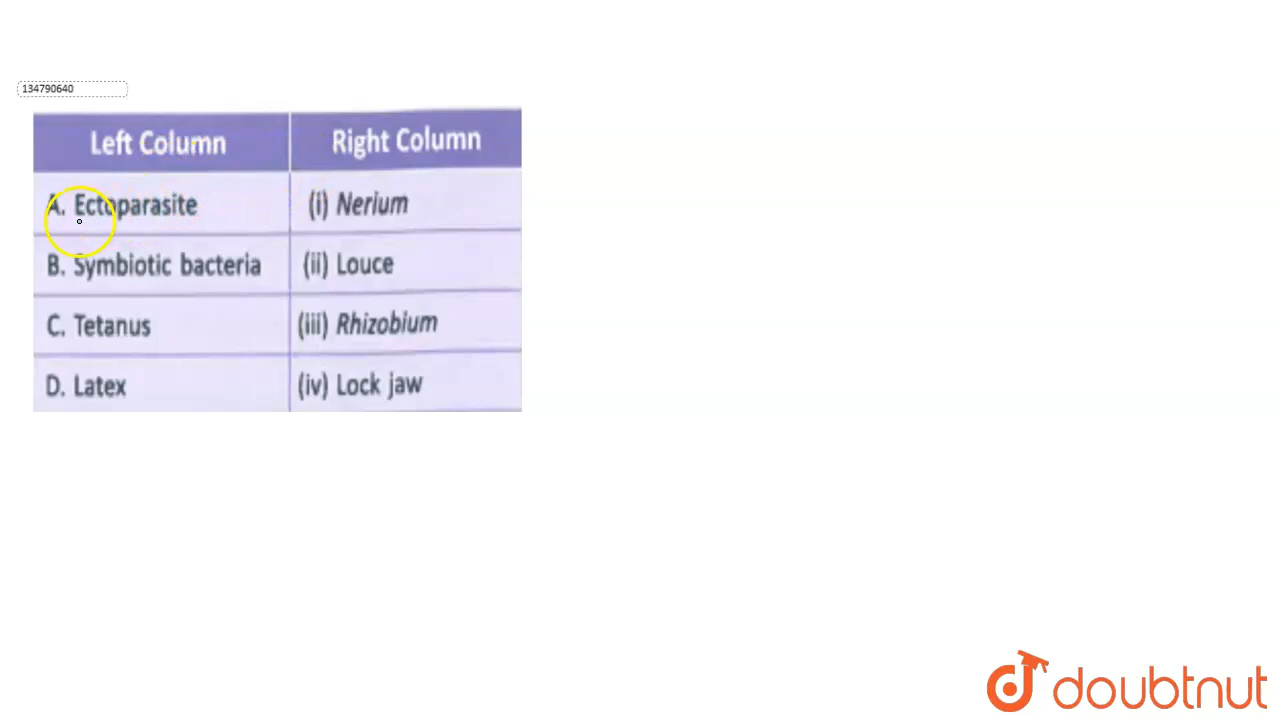 134790640
Left Column Right Column
A. Ectoparasite (i) Nerium
B. Symbiotic bacteria (ii) Louce
C. Tetanus (iii) Rhizobium
D. Latex (iv) Lock jaw
doubtnut